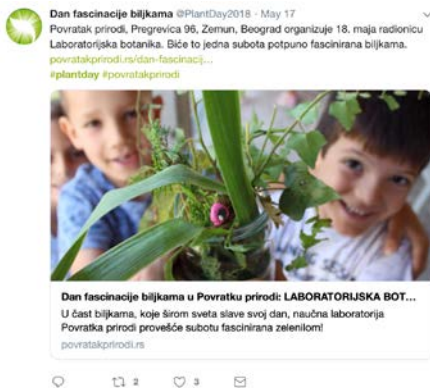 Dan fascinacije biljkama @PlantDay2018 · May 17
Povratak prirodi, Pregrevica 96, Zemun, Beograd organizuje 18. maja radionicu
Laboratorijska botanika. Biće to jedna subota potpuno fascinirana biljkama.
povratakprirodi.rs/dan-fascinacij...
#plantday #povratakprirodi
Dan fascinacije biljkama u Povratku prirodi: LABORATORIJSKA BOT...
U čast biljkama, koje širom sveta slave svoj dan, naučna laboratorija
Povratka prirodi provešće subotu fascinirana zelenilom!
povratakprirodi.rs
2 3